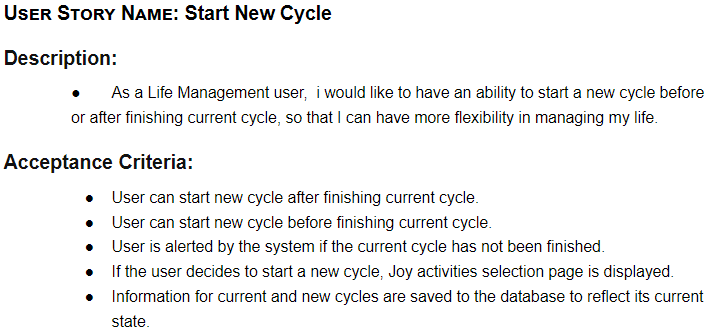 USER STORY NAME: Start New Cycle
Description:
● As a Life Management user, i would like to have an ability to start a new cycle before
or after finishing current cycle, so that I can have more flexibility in managing my life.
Acceptance Criteria:
● User can start new cycle after finishing current cycle.
● User can start new cycle before finishing current cycle.
● User is alerted by the system if the current cycle has not been finished.
● If the user decides to start a new cycle, Joy activities selection page is displayed.
● Information for current and new cycles are saved to the database to reflect its current
state.